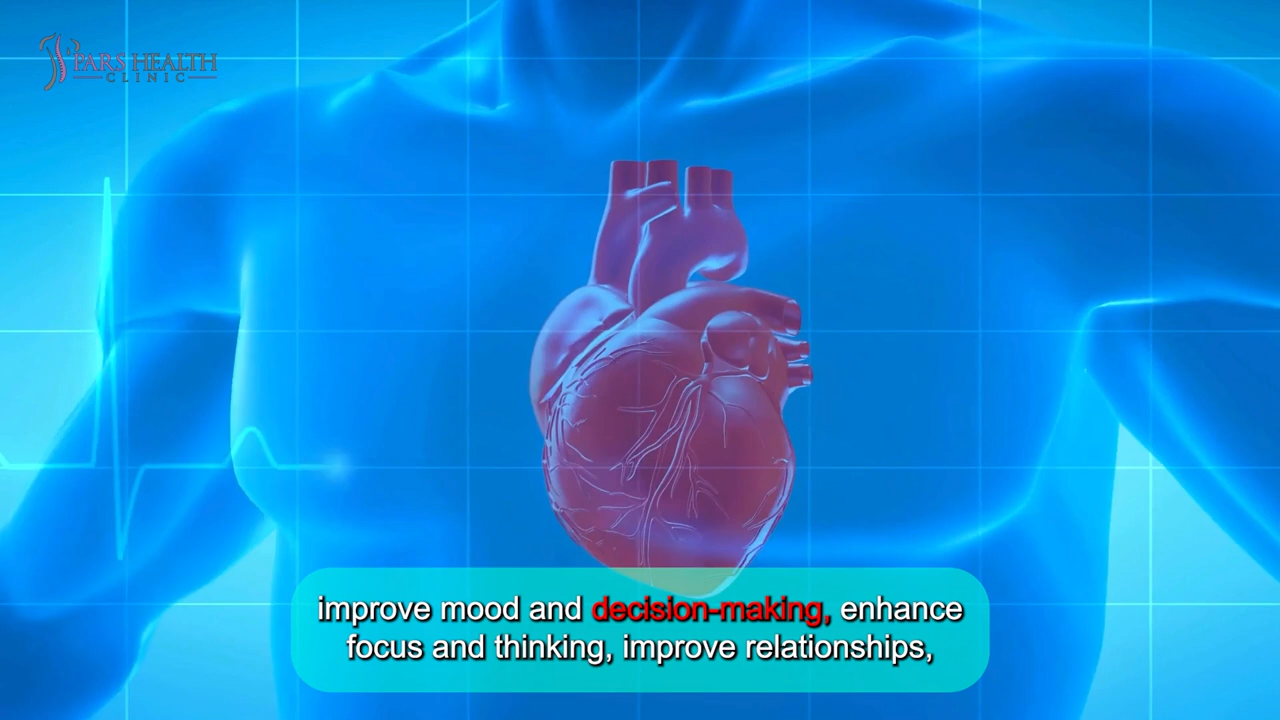 PARS HEALTH
CLINIC
improve mood and decision-making, enhance
focus and thinking, improve relationships,